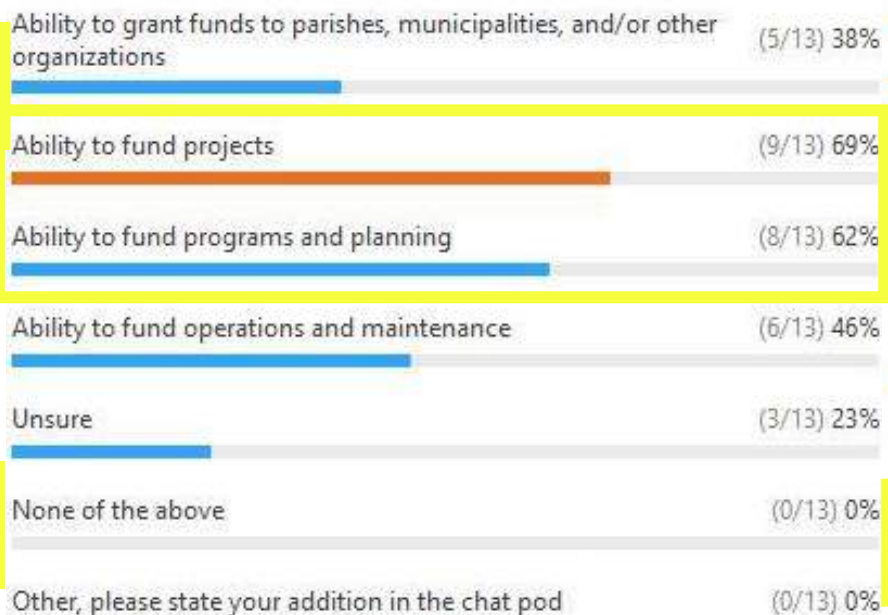 Ability to grant funds to parishes, municipalities, and/or other
organizations
(5/13) 38%
Ability to fund projects (9/13) 69%
Ability to fund programs and planning (8/13) 62%
Ability to fund operations and maintenance (6/13) 46%
Unsure (3/13) 23%
None of the above (0/13) 0%
Other, please state your addition in the chat pod (0/13) 0%